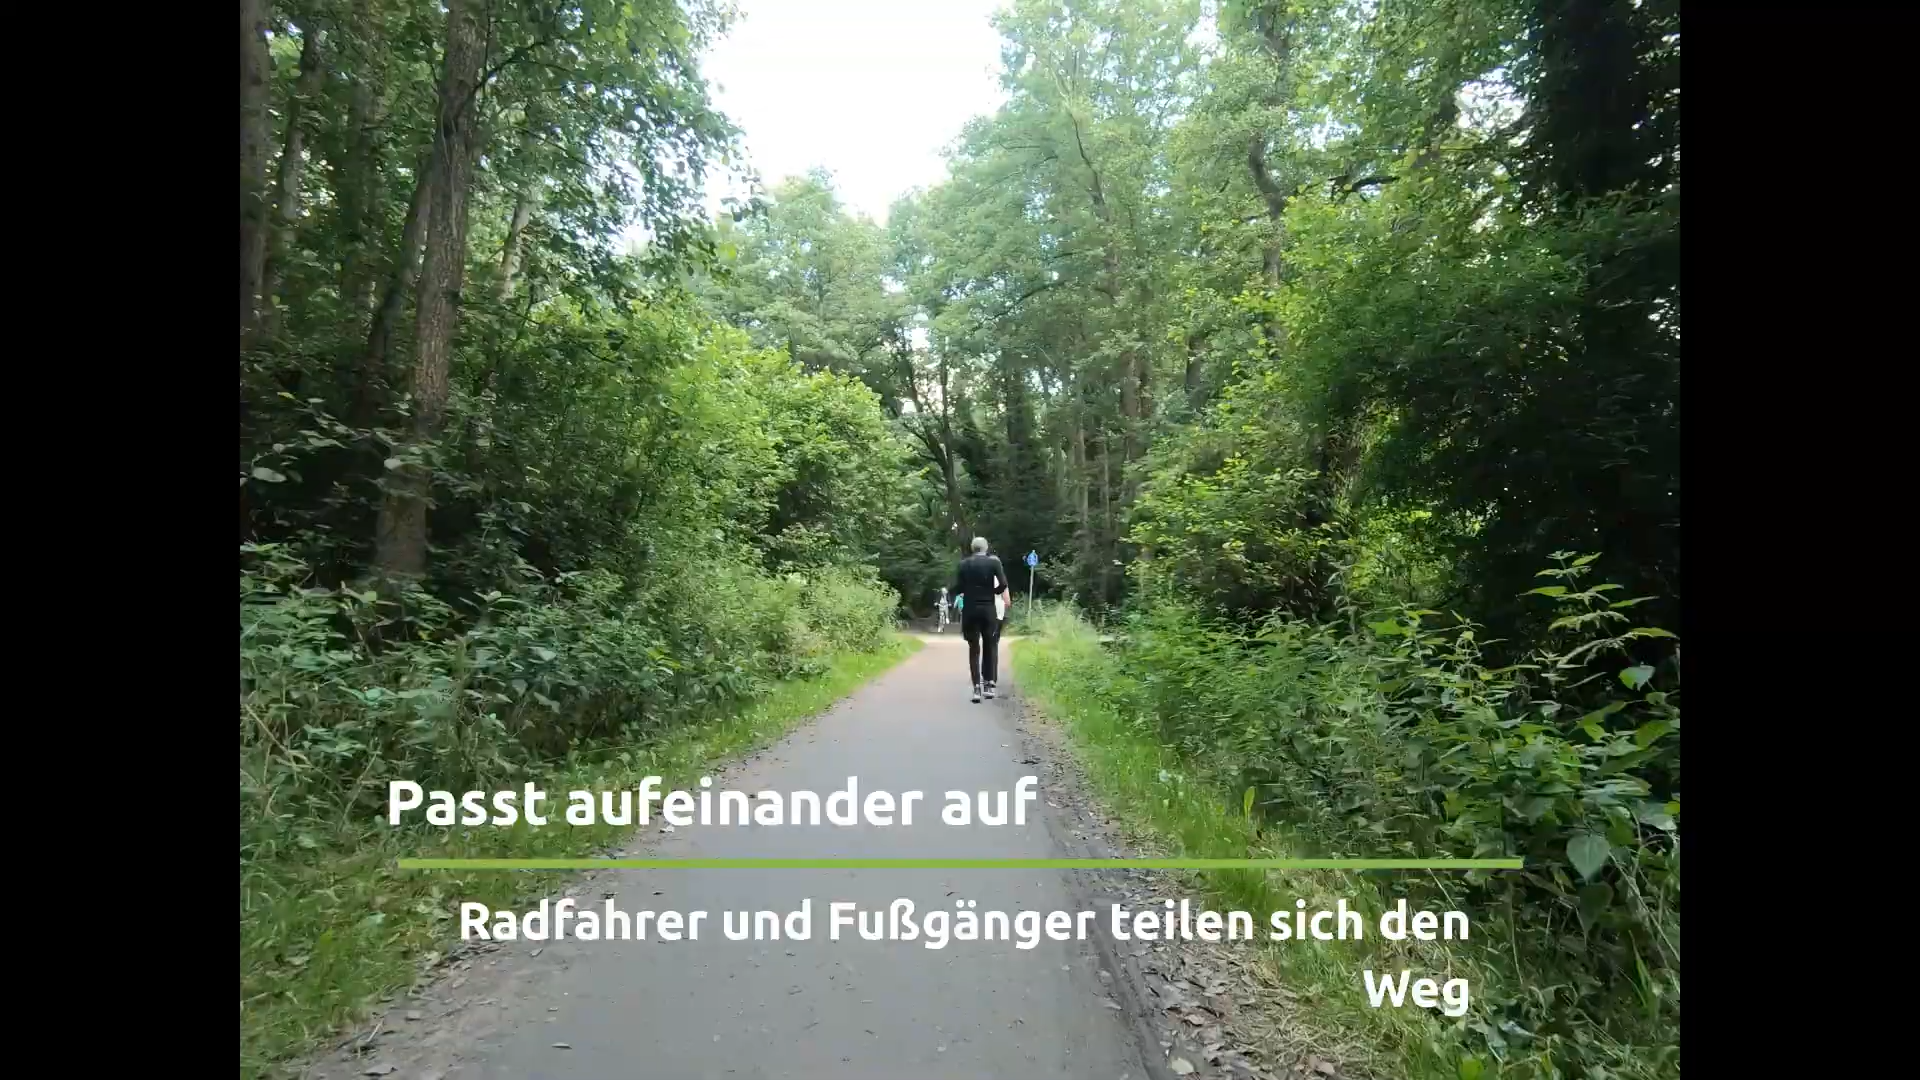 Passt aufeinander auf
Radfahrer und Fußgänger teilen sich den
Weg